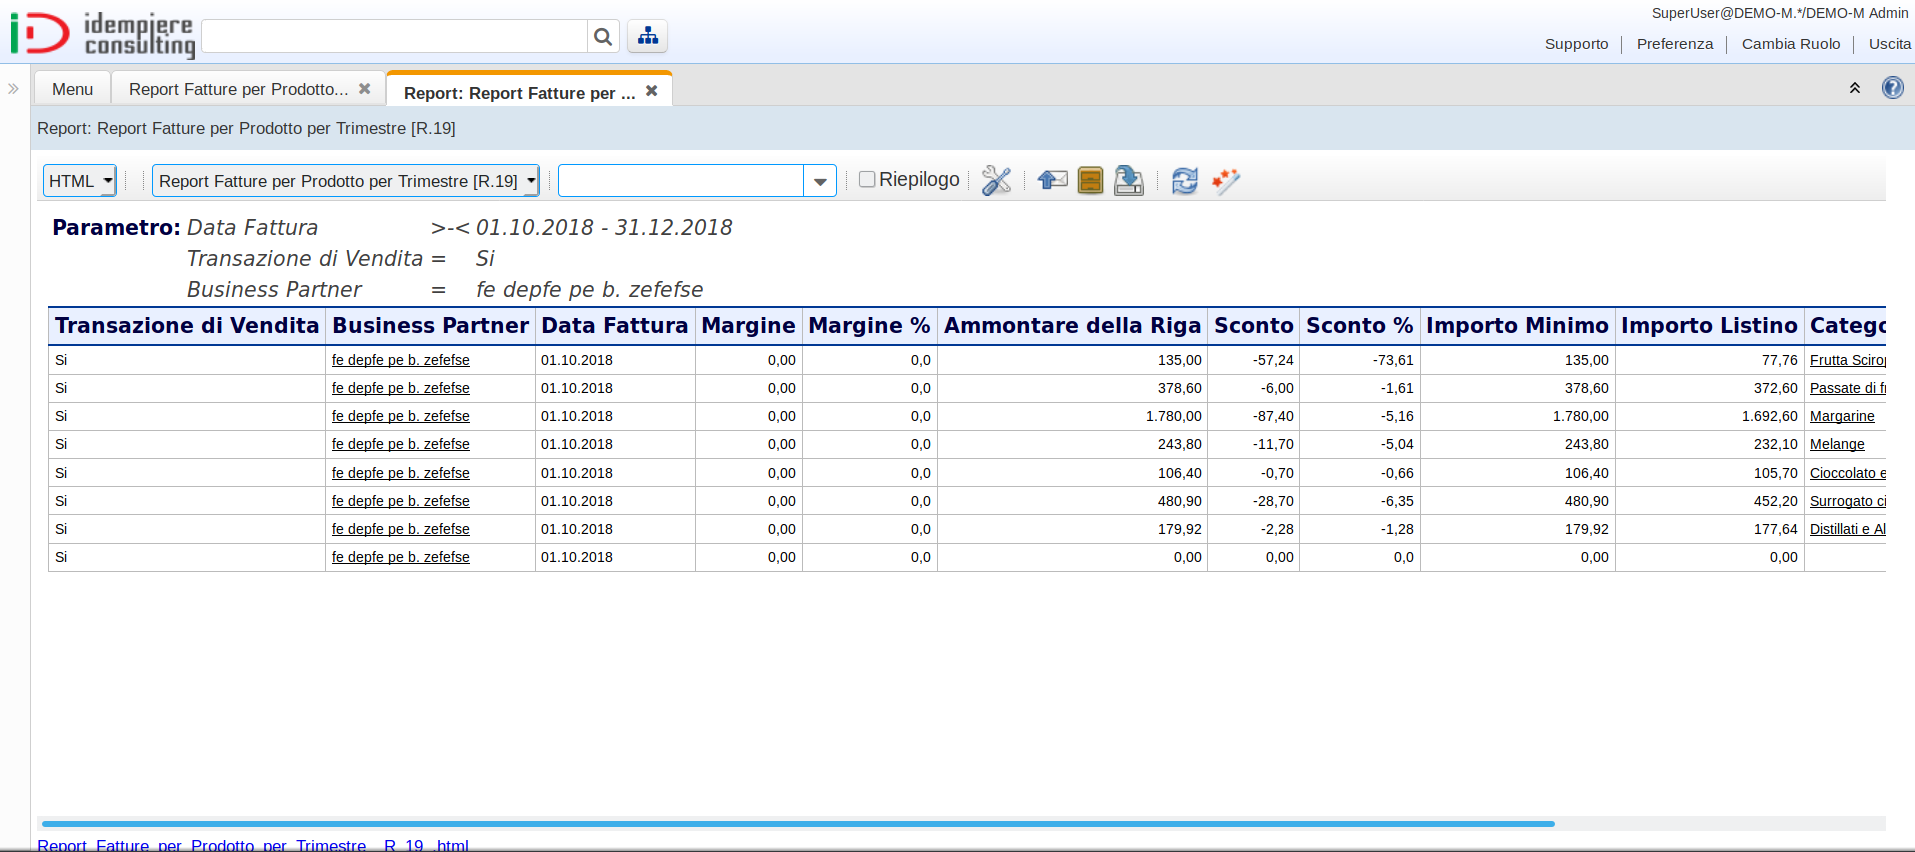 idempiere
consulting
SuperUser@DEMO-M.*/DEMO-M Admin
Supporto Preferenza Cambia Ruolo Uscita
Menu Report Fatture per Prodotto... Report: Report Fatture per ...
Report: Report Fatture per Prodotto per Trimestre [R.19]
HTML Report Fatture per Prodotto per Trimestre [R.19] Riepilogo
Parametro: Data Fattura >-< 01.10.2018 - 31.12.2018
Transazione di Vendita = Si
Business Partner = fe depfe pe b. zefefse
Transazione di Vendita Business Partner Data Fattura Margine Margine % Ammontare della Riga Sconto Sconto % Importo Minimo Importo Listino Catego
Si fe depfe pe b. zefefse 01.10.2018 0,00 0,0 135,00 -57,24 -73,61 135,00 77,76 Frutta Scirop
Si fe depfe pe b. zefefse 01.10.2018 0,00 0,0 378,60 -6,00 -1,61 378,60 372,60 Passate di fr
Si fe depfe pe b. zefefse 01.10.2018 0,00 0,0 1.780,00 -87,40 -5,16 1.780,00 1.692,60 Margarine
Si fe depfe pe b. zefefse 01.10.2018 0,00 0,0 243,80 -11,70 -5,04 243,80 232,10 Melange
Si fe depfe pe b. zefefse 01.10.2018 0,00 0,0 106,40 -0,70 -0,66 106,40 105,70 Cioccolato e
Si fe depfe pe b. zefefse 01.10.2018 0,00 0,0 480,90 -28,70 -6,35 480,90 452,20 Surrogato ci
Si fe depfe pe b. zefefse 01.10.2018 0,00 0,0 179,92 -2,28 -1,28 179,92 177,64 Distillati e Al
Si fe depfe pe b. zefefse 01.10.2018 0,00 0,0 0,00 0,00 0,0 0,00 0,00
Report_Fatture_per_Prodotto_per_Trimestre__R_19_.html